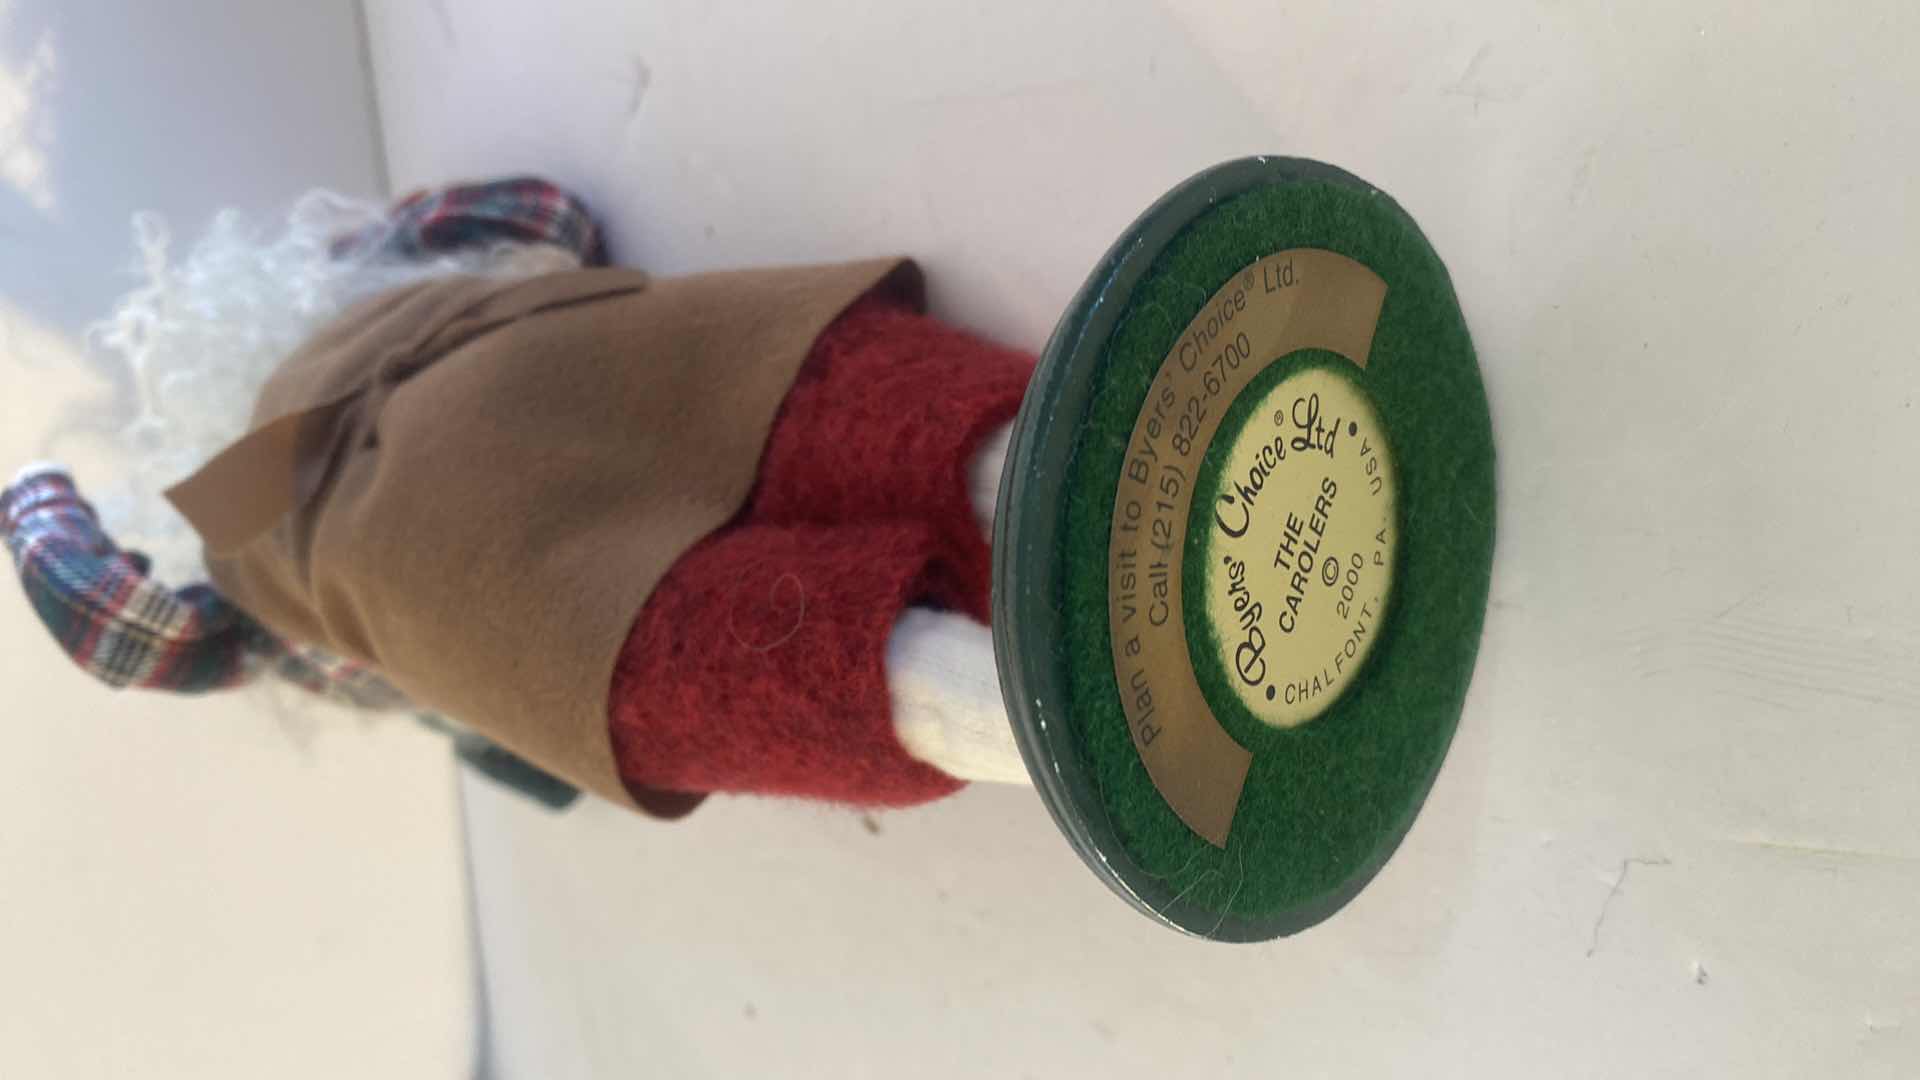 Plan a visit to Byers' Choice® Ltd.
Call (215) 822-6700
Byers' Choice® Ltd
THE
CAROLERS
©
2000
• CHALFONT, PA. USA •